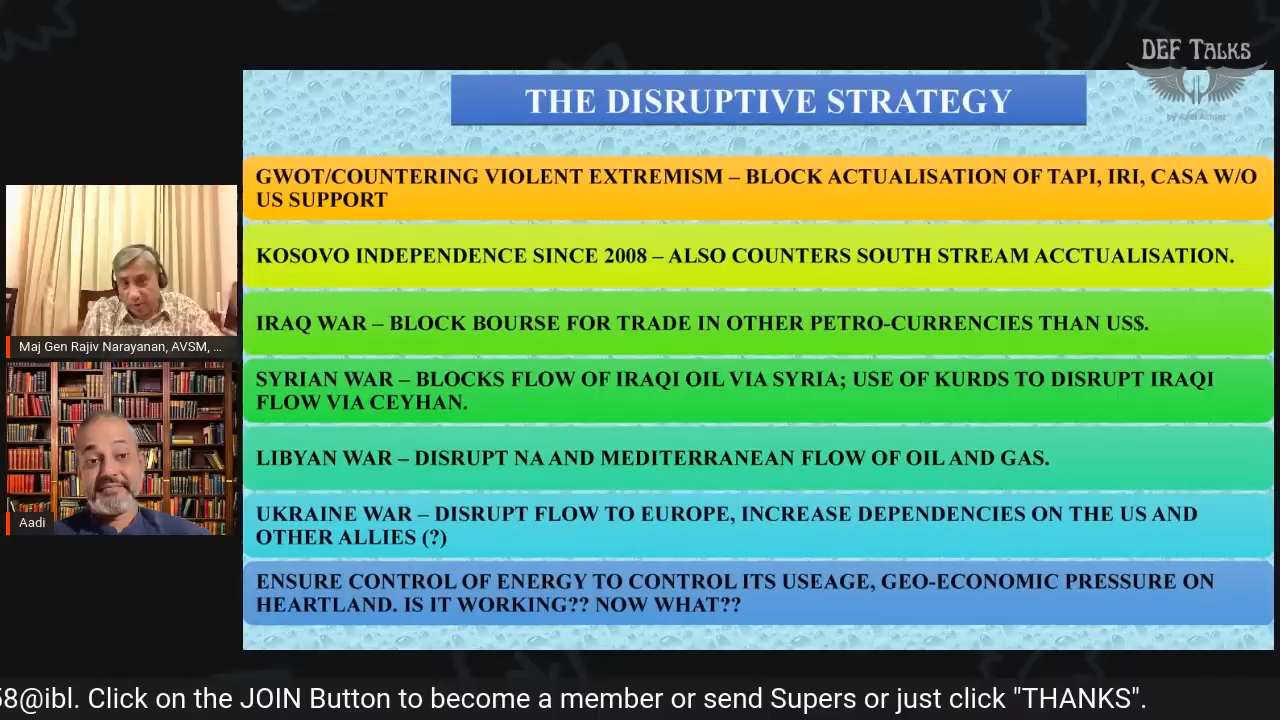 DEF TALKS
by Aadi Achint
THE DISRUPTIVE STRATEGY
GWOT/COUNTERING VIOLENT EXTREMISM – BLOCK ACTUALISATION OF TAPI, IRI, CASA W/O
US SUPPORT
KOSOVO INDEPENDENCE SINCE 2008 – ALSO COUNTERS SOUTH STREAM ACCTUALISATION.
IRAQ WAR – BLOCK BOURSE FOR TRADE IN OTHER PETRO-CURRENCIES THAN US$.
SYRIAN WAR – BLOCKS FLOW OF IRAQI OIL VIA SYRIA; USE OF KURDS TO DISRUPT IRAQI
FLOW VIA CEYHAN.
LIBYAN WAR – DISRUPT NA AND MEDITERRANEAN FLOW OF OIL AND GAS.
UKRAINE WAR – DISRUPT FLOW TO EUROPE, INCREASE DEPENDENCIES ON THE US AND
OTHER ALLIES (?)
ENSURE CONTROL OF ENERGY TO CONTROL ITS USEAGE, GEO-ECONOMIC PRESSURE ON
HEARTLAND. IS IT WORKING?? NOW WHAT??
Maj Gen Rajiv Narayanan, AVSM, ...
Aadi
58@ibl. Click on the JOIN Button to become a member or send Supers or just click "THANKS".